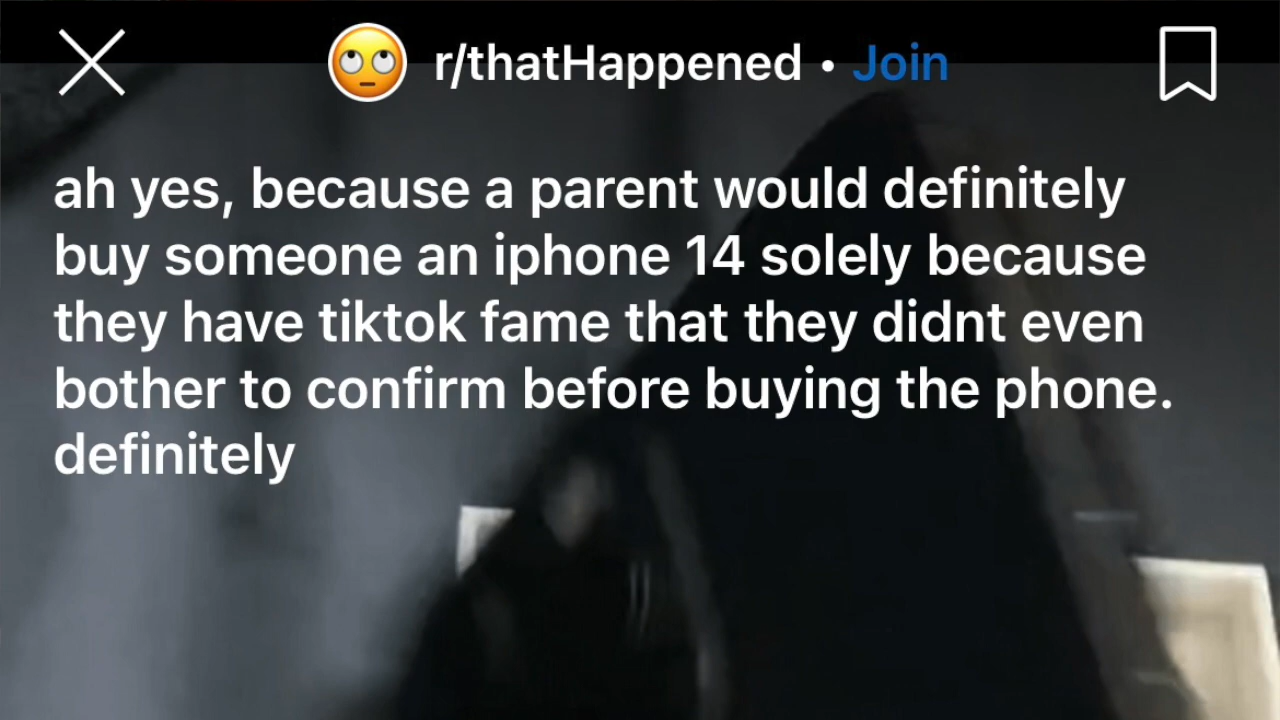 r/thatHappened • Join
ah yes, because a parent would definitely
buy someone an iphone 14 solely because
they have tiktok fame that they didnt even
bother to confirm before buying the phone.
definitely